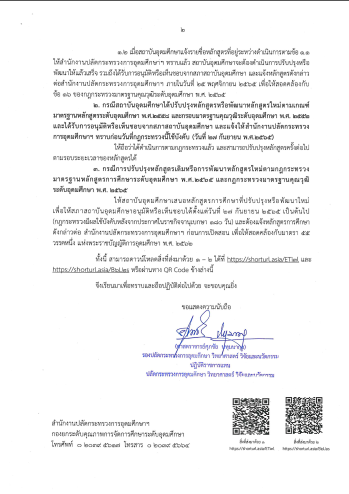 ๒
๑.๒ เมื่อสถาบันอุดมศึกษาแจ้งรายชื่อหลักสูตรที่อยู่ระหว่างดำเนินการตามข้อ ๑.๑
ให้สำนักงานปลัดกระทรวงการอุดมศึกษาฯ ทราบแล้ว สถาบันอุดมศึกษาจะต้องดำเนินการปรับปรุงหรือ
พัฒนาให้แล้วเสร็จ รวมถึงได้รับการอนุมัติหรือเห็นชอบจากสภาสถาบันอุดมศึกษา และแจ้งหลักสูตรดังกล่าว
ต่อสำนักงานปลัดกระทรวงการอุดมศึกษาฯ ภายในวันที่ ๒๕ พฤศจิกายน ๒๕๖๕ เพื่อให้สอดคล้องกับ
ข้อ ๑๖ ของกฎกระทรวงมาตรฐานคุณวุฒิระดับอุดมศึกษา พ.ศ. ๒๕๖๕
๒. กรณีสถาบันอุดมศึกษาได้ปรับปรุงหลักสูตรหรือพัฒนาหลักสูตรใหม่ตามเกณฑ์
มาตรฐานหลักสูตรระดับอุดมศึกษา พ.ศ.๒๕๕๘ และกรอบมาตรฐานคุณวุฒิระดับอุดมศึกษา พ.ศ. ๒๕๕๒
และได้รับการอนุมัติหรือเห็นชอบจากสภาสถาบันอุดมศึกษา และแจ้งให้สำนักงานปลัดกระทรวง
การอุดมศึกษาฯ ทราบก่อนวันที่กฎกระทรวงนี้ใช้บังคับ (วันที่ ๒๗ กันยายน พ.ศ.๒๕๖๕)
ให้ถือว่าได้ดำเนินการตามกฎกระทรวงแล้ว และสามารถปรับปรุงหลักสูตรครั้งต่อไป
ตามรอบระยะเวลาของหลักสูตรได้
๓. กรณีการปรับปรุงหลักสูตรเดิมหรือการพัฒนาหลักสูตรใหม่ตามกฎกระทรวง
มาตรฐานหลักสูตรการศึกษาระดับอุดมศึกษา พ.ศ. ๒๕๖๕ และกฎกระทรวงมาตรฐานคุณวุฒิ
ระดับอุดมศึกษา พ.ศ. ๒๕๖๕
ให้สถาบันอุดมศึกษาเสนอหลักสูตรการศึกษาที่ปรับปรุงหรือพัฒนาใหม่
เพื่อให้สภาสถาบันอุดมศึกษาอนุมัติหรือเห็นชอบได้ตั้งแต่วันที่ ๒๗ กันยายน ๒๕๖๕ เป็นต้นไป
(กฎกระทรวงมีผลใช้บังคับหลังจากประกาศในราชกิจจานุเบกษา ๑๘๐ วัน) และต้องแจ้งหลักสูตรการศึกษา
ดังกล่าวต่อ สำนักงานปลัดกระทรวงการอุดมศึกษาฯ ก่อนการเปิดสอน เพื่อให้สอดคล้องกับมาตรา ๕๕
วรรคหนึ่ง แห่งพระราชบัญญัติการอุดมศึกษา พ.ศ. ๒๕๖๒
ทั้งนี้ สามารถดาวน์โหลดสิ่งที่ส่งมาด้วย ๑ – ๒ ได้ที่ และ
หรือผ่านทาง QR Code ข้างล่างนี้
จึงเรียนมาเพื่อทราบและถือปฏิบัติต่อไปด้วย จะขอบคุณยิ่ง
ขอแสดงความนับถือ
รองปลัดกระทรวงการอุดมศึกษา วิทยาศาสตร์ วิจัยและนวัตกรรม
ปฏิบัติราชการแทน
ปลัดกระทรวงการอุดมศึกษา วิทยาศาสตร์ วิจัยและนวัตกรรม
สำนักงานปลัดกระทรวงการอุดมศึกษาฯ
กองยกระดับคุณภาพการจัดการศึกษาระดับอุดมศึกษา
โทรศัพท์ ๐ ๒๐๓๙ ๕๖๓๗ โทรสาร ๐ ๒๐๓๙ ๕๖๖๔
สิ่งที่ส่งมาด้วย ๑
สิ่งที่ส่งมาด้วย ๒